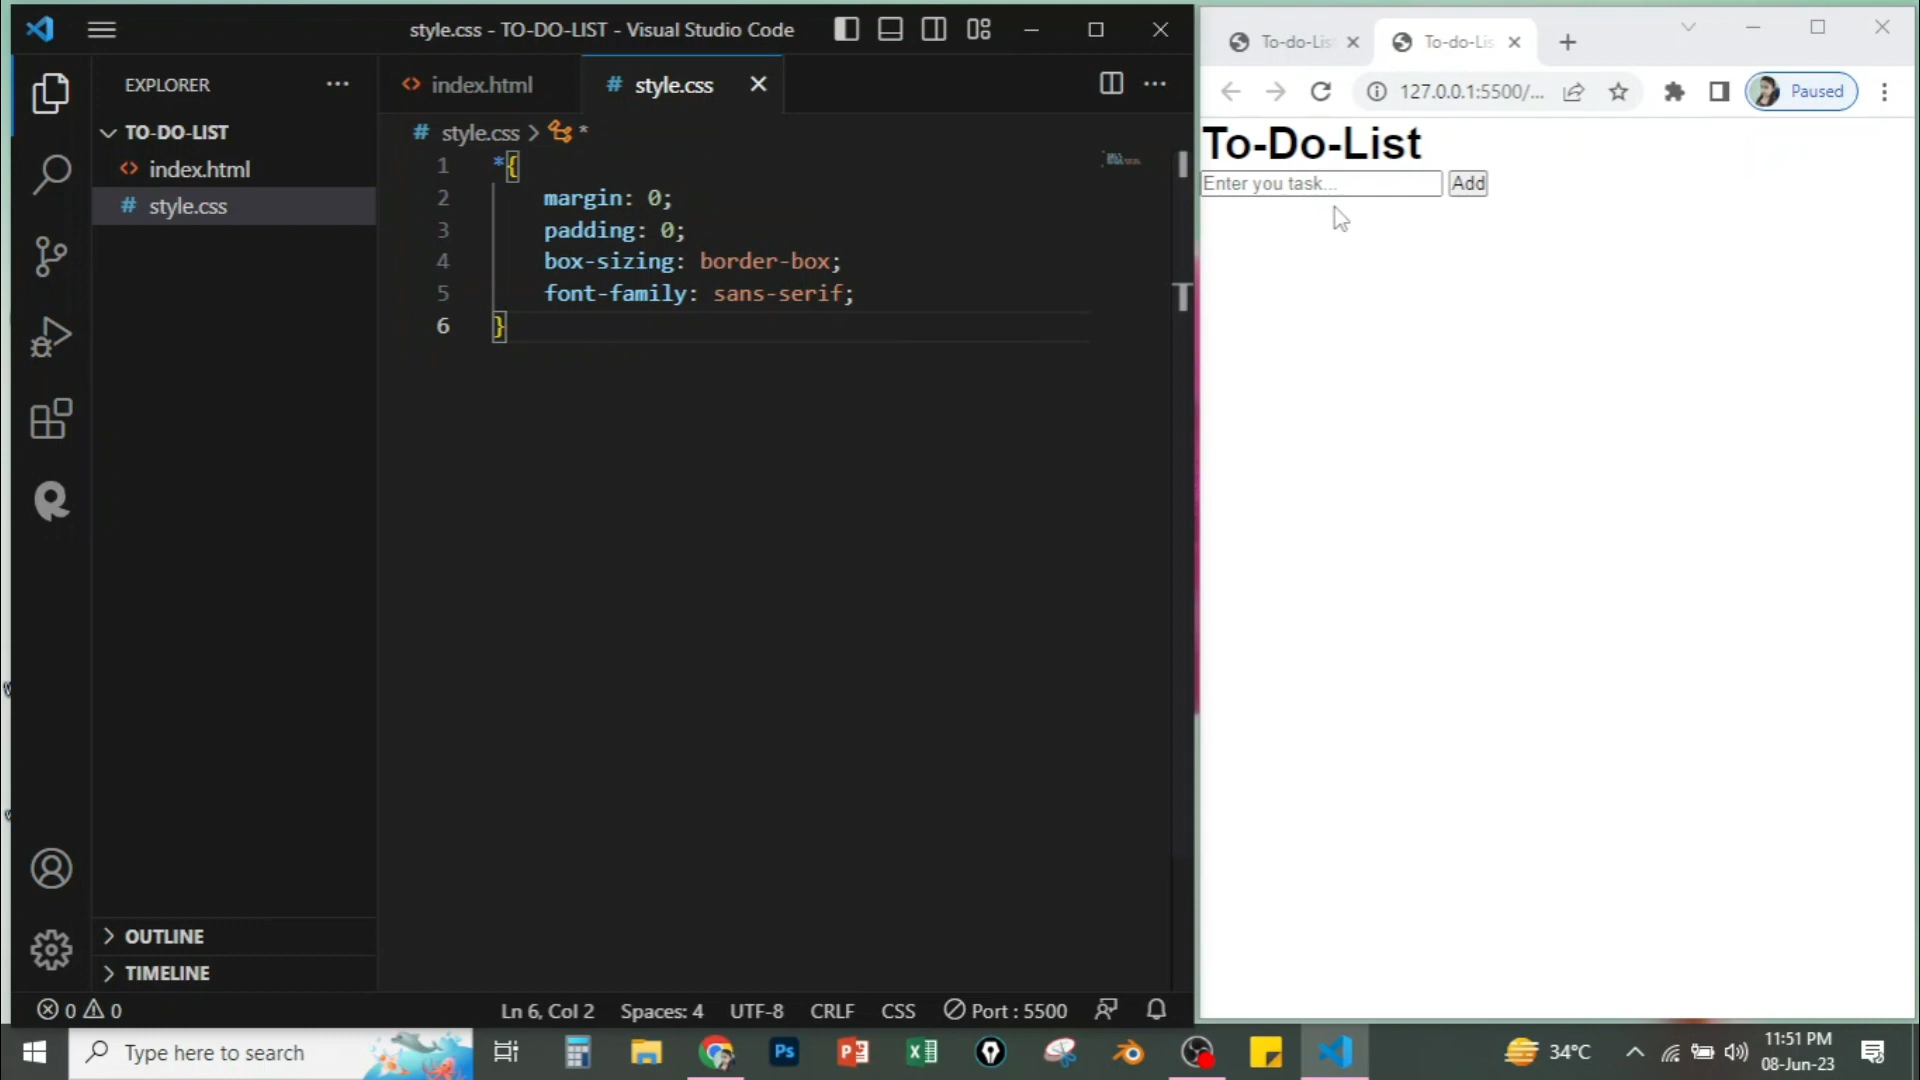 style.css - TO-DO-LIST - Visual Studio Code
EXPLORER
TO-DO-LIST
index.html
style.css
OUTLINE
TIMELINE
index.html
# style.css
# style.css > *
1 *{
2 margin: 0;
3 padding: 0;
4 box-sizing: border-box;
5 font-family: sans-serif;
6 }
0 0
Ln 6, Col 2
Spaces: 4
UTF-8
CRLF
CSS
Port : 5500
To-do-Lis
To-do-Lis
127.0.0.1:5500/...
Paused
To-Do-List
Enter you task...
Add
Type here to search
Ps
34°C
11:51 PM
08-Jun-23